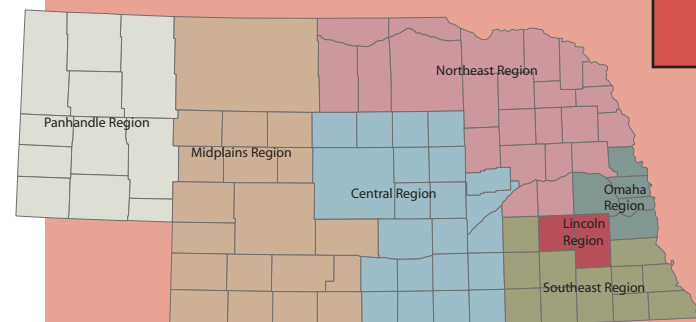 Northeast Region
Panhandle Region
Midplains Region
Central Region
Omaha
Region
Lincoln
Region
Southeast Region